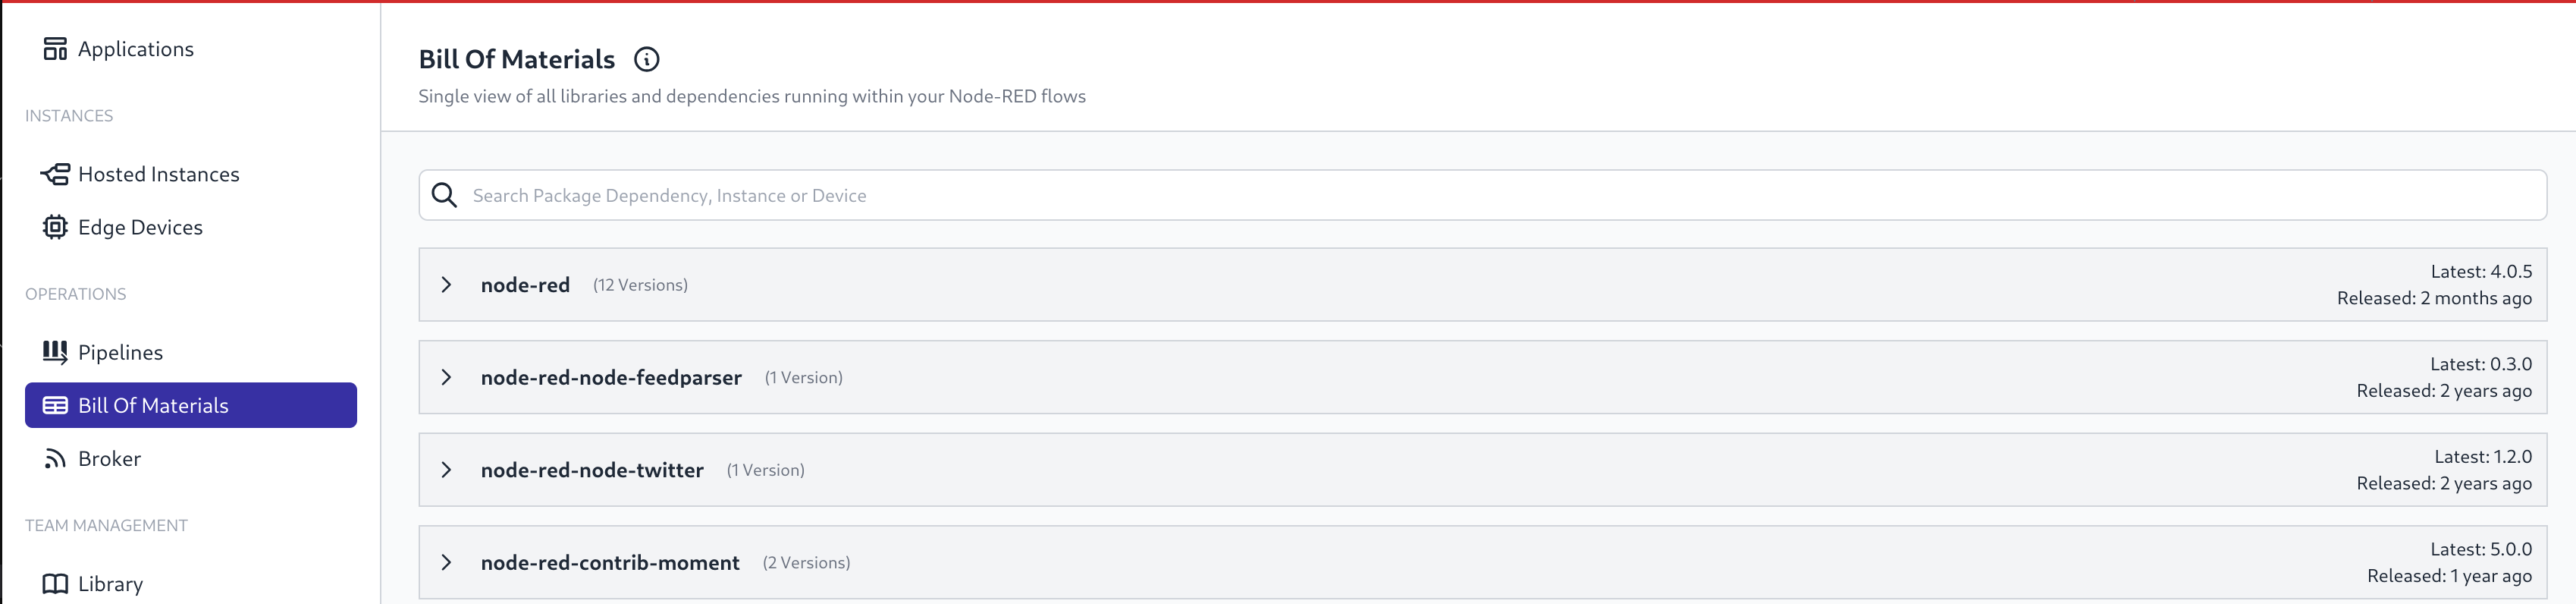 Applications
INSTANCES
Hosted Instances
Edge Devices
OPERATIONS
Pipelines
Bill Of Materials
Broker
TEAM MANAGEMENT
Library
Bill Of Materials
Single view of all libraries and dependencies running within your Node-RED flows
Search Package Dependency, Instance or Device
node-red (12 Versions)
Latest: 4.0.5
Released: 2 months ago
node-red-node-feedparser (1 Version)
Latest: 0.3.0
Released: 2 years ago
node-red-node-twitter (1 Version)
Latest: 1.2.0
Released: 2 years ago
node-red-contrib-moment (2 Versions)
Latest: 5.0.0
Released: 1 year ago